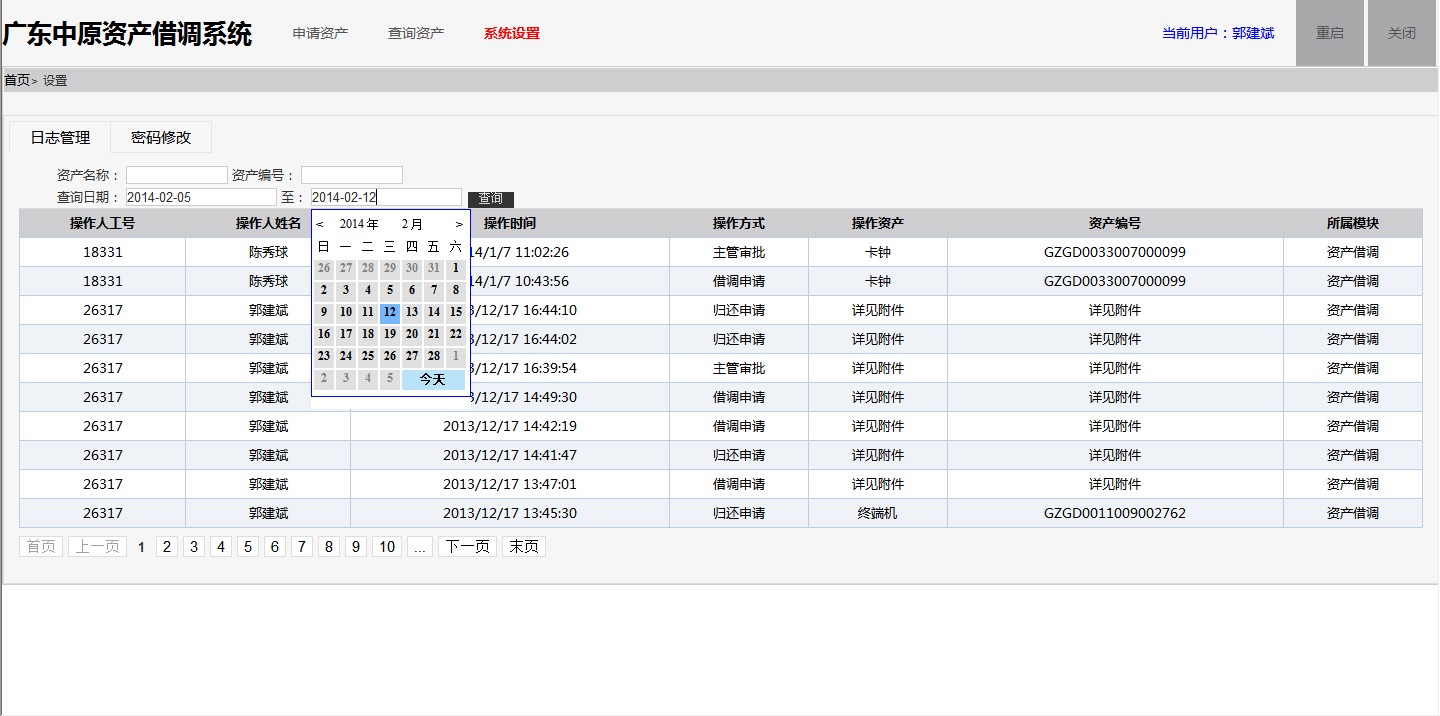 广东中原资产借调系统 申请资产 查询资产 系统设置 当前用户：郭建斌 重启 关闭
首页> 设置
日志管理 密码修改
资产名称： 资产编号：
查询日期： 2014-02-05 至： 2014-02-12 查询
操作人工号 操作人姓名 操作时间 操作方式 操作资产 资产编号 所属模块
18331 陈秀球 14/1/7 11:02:26 主管审批 卡钟 GZGD0033007000099 资产借调
18331 陈秀球 14/1/7 10:43:56 借调申请 卡钟 GZGD0033007000099 资产借调
26317 郭建斌 3/12/17 16:44:10 归还申请 详见附件 详见附件 资产借调
26317 郭建斌 3/12/17 16:44:02 归还申请 详见附件 详见附件 资产借调
26317 郭建斌 3/12/17 16:39:54 主管审批 详见附件 详见附件 资产借调
26317 郭建斌 3/12/17 14:49:30 借调申请 详见附件 详见附件 资产借调
26317 郭建斌 2013/12/17 14:42:19 借调申请 详见附件 详见附件 资产借调
26317 郭建斌 2013/12/17 14:41:47 归还申请 详见附件 详见附件 资产借调
26317 郭建斌 2013/12/17 13:47:01 借调申请 详见附件 详见附件 资产借调
26317 郭建斌 2013/12/17 13:45:30 归还申请 终端机 GZGD0011009002762 资产借调
< 2014 年 2 月 >
日 一 二 三 四 五 六
26 27 28 29 30 31 1
2 3 4 5 6 7 8
9 10 11 12 13 14 15
16 17 18 19 20 21 22
23 24 25 26 27 28 1
2 3 4 5 今天
首页 上一页 1 2 3 4 5 6 7 8 9 10 ... 下一页 末页